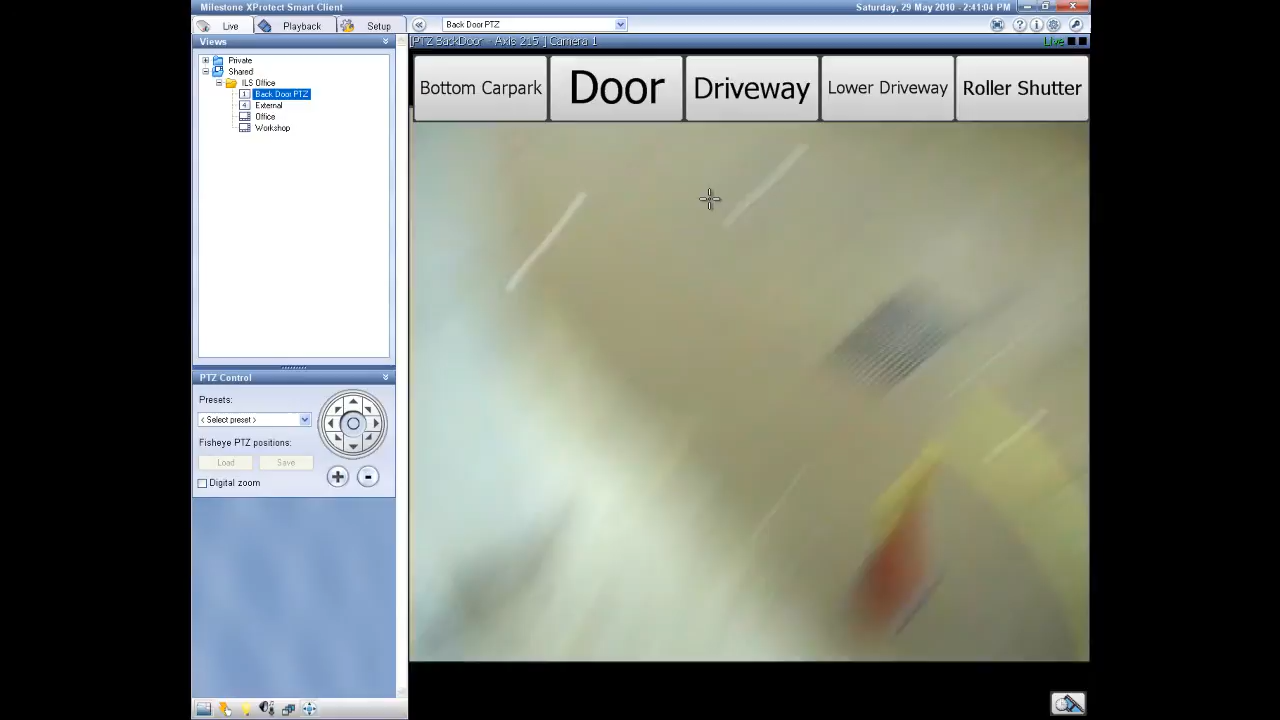 Milestone XProtect Smart Client
Saturday, 29 May 2010 - 2:41:04 PM
Live
Playback
Setup
Back Door PTZ
Views
[PTZ BackDoor - Axis 215 ] Camera 1
Live
Private
Shared
ILS Office
Back Door PTZ
External
Office
Workshop
Bottom Carpark
Door
Driveway
Lower Driveway
Roller Shutter
PTZ Control
Presets:
< Select preset >
Fisheye PTZ positions:
Load
Save
Digital zoom